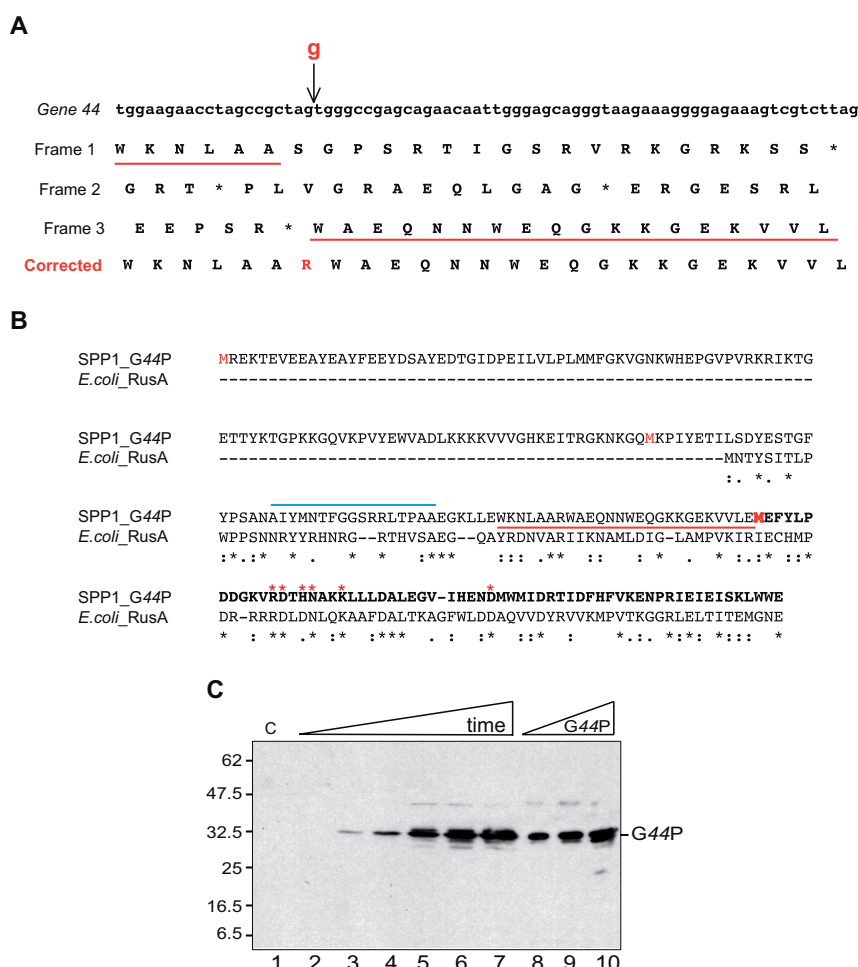 A
g
Gene 44 tggaagaacctagccgctagtgggccgagcagaacaattgggagcagggtaagaaaggggagaaagtcgtcttag
Frame 1 W K N L A A S G P S R T I G S R V R K G R K S S *
Frame 2 G R T * P L V G R A E Q L G A G * E R G E S R L
Frame 3 E E P S R * W A E Q N N W E Q G K K G E K V V L
Corrected W K N L A A R W A E Q N N W E Q G K K G E K V V L
B
SPP1_G44P MREKTEVEEAYEAYFEEYDSAYEDTGIDPEILVLPLMMFGKVGNKWHEPGVPVRKRIKTG
E.coli_RusA ------------------------------------------------------------
SPP1_G44P ETTYKTGPKKGQVKPVYEWVADLKKKKVVVGHKEITRGKNKGQMKPIYETILSDYESTGF
E.coli_RusA ---------------------------------------------------MNTYSITLP
:. *. *
SPP1_G44P YPSANAIYMNTFGGSRRLTPAAEGKLLEWKNLAARWAEQNNWEQGKKGEKVVLEMEFYLP
E.coli_RusA WPPSNNRYYRHNRG--RTHVSAEGK--QAYRDNVARIIKNAMLDIG-LAMPVKIRIECHMP
:*.:* * . * :***  : .: .** :: : * *.: :: :*
* * * * * *
SPP1_G44P DDGKVRDTHNAKKLLLDALEGV-IHENDMWMIDRTIDFHFVKENPRIEIEISKLWWE
E.coli_RusA DR-RRRDLDNLQKAAFDALTKAGFWLDDAQVVDYRVVKMPVTKGGRLELTITEMGNE
* : ** .* :* :*** . : :* ::* : *.:. *:*: *::: *
C
C time G44P
62
47.5
32.5 G44P
25
16.5
6.5
1 2 3 4 5 6 7 8 9 10